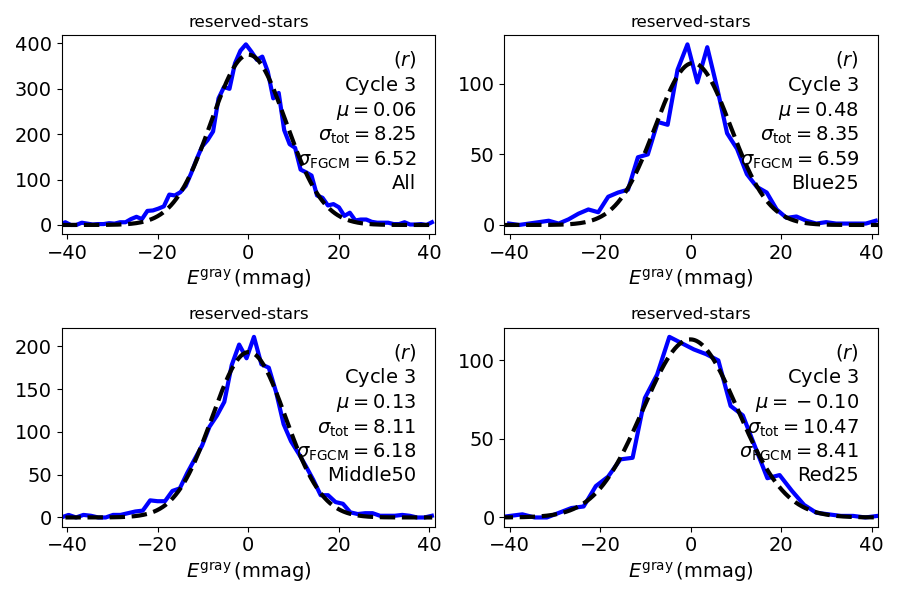 reserved-stars
400
300
200
100
0
(r)
Cycle 3
μ = 0.06
σtot = 8.25
σFGCM = 6.52
All
−40 −20 0 20 40
E^gray (mmag)
reserved-stars
100
50
0
(r)
Cycle 3
μ = 0.48
σtot = 8.35
σFGCM = 6.59
Blue25
−40 −20 0 20 40
E^gray (mmag)
reserved-stars
200
150
100
50
0
(r)
Cycle 3
μ = 0.13
σtot = 8.11
σFGCM = 6.18
Middle50
−40 −20 0 20 40
E^gray (mmag)
reserved-stars
100
50
0
(r)
Cycle 3
μ = −0.10
σtot = 10.47
σFGCM = 8.41
Red25
−40 −20 0 20 40
E^gray (mmag)